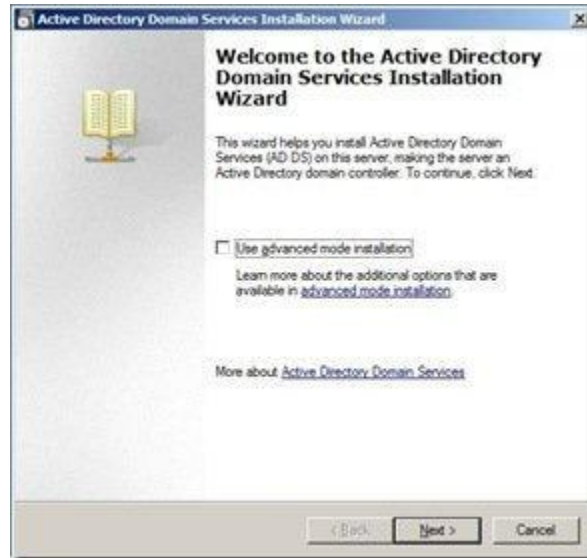 Active Directory Domain Services Installation Wizard
Welcome to the Active Directory
Domain Services Installation
Wizard
This wizard helps you install Active Directory Domain
Services (AD DS) on this server, making the server an
Active Directory domain controller. To continue, click Next.
Use advanced mode installation
Learn more about the additional options that are
available in advanced mode installation.
More about Active Directory Domain Services
< Back Next > Cancel